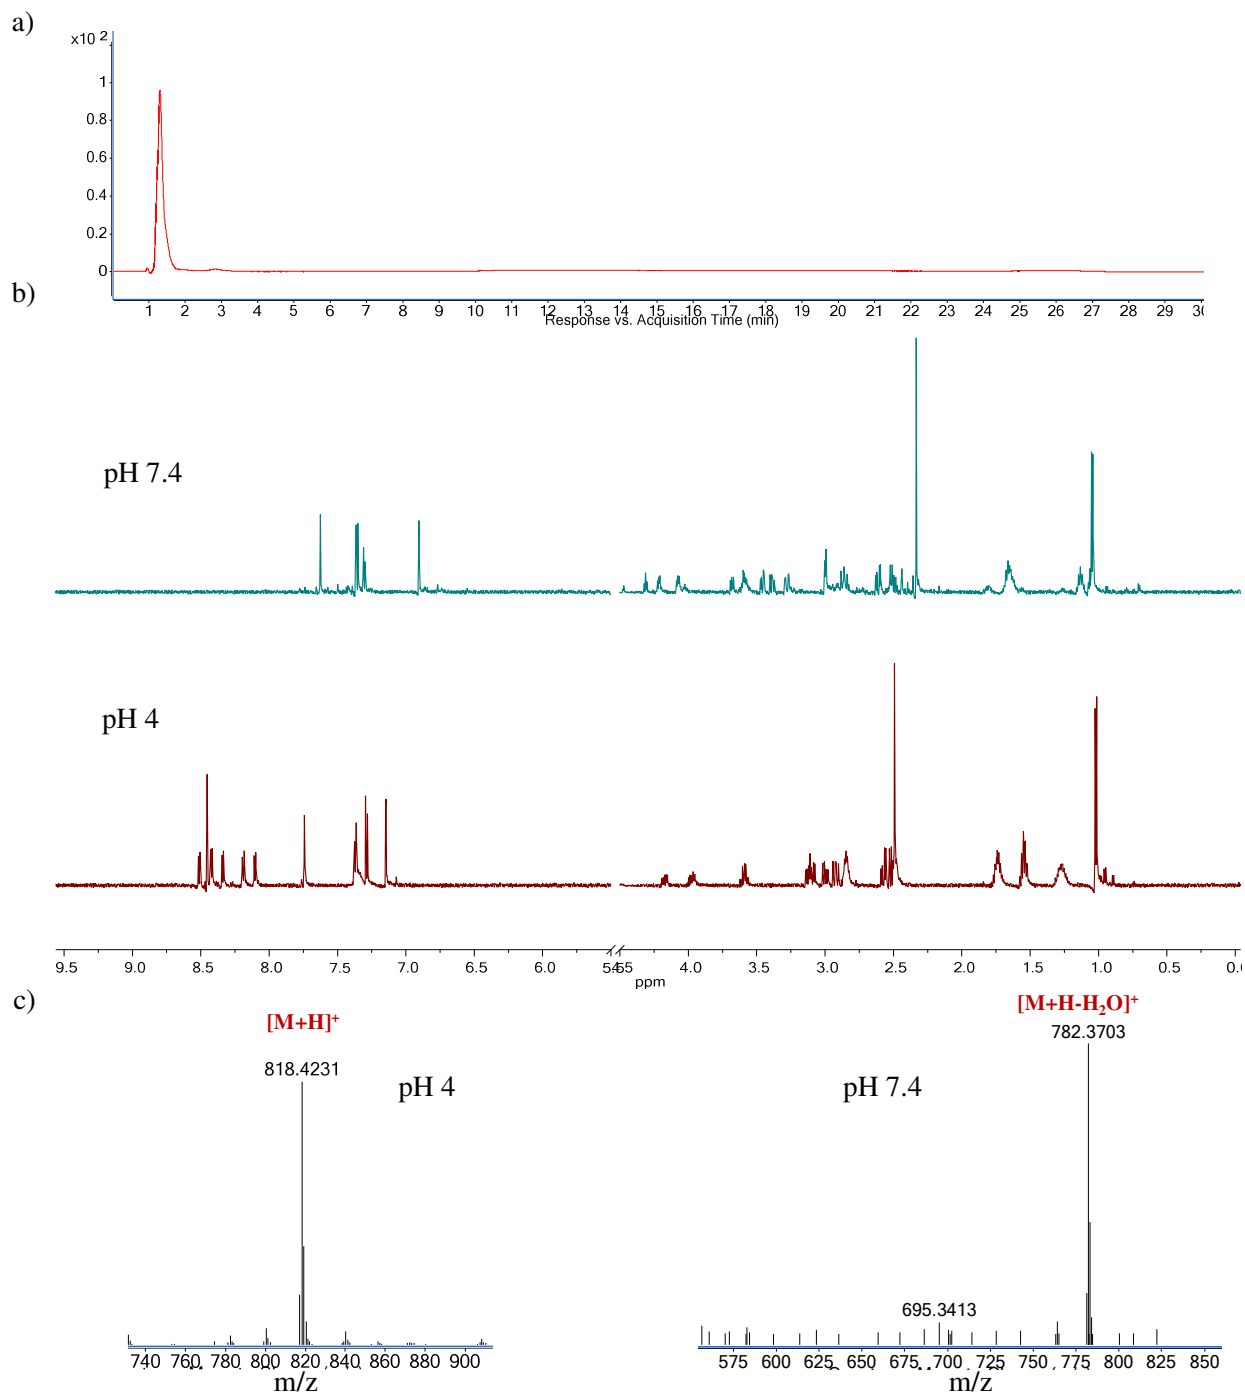 a)
x10 2
1
0.8
0.6
0.4
0.2
0
b)
1 2 3 4 5 6 7 8 9 10 11 12 13 14 15 16 17 18 19 20 21 22 23 24 25 26 27 28 29 30
Response vs. Acquisition Time (min)
pH 7.4
pH 4
9.5 9.0 8.5 8.0 7.5 7.0 6.5 6.0 4.0 3.5 3.0 2.5 2.0 1.5 1.0 0.5 0.0
ppm
c)
[M+H]+
[M+H-H2O]+
782.3703
818.4231
pH 4
pH 7.4
695.3413
740 760 780 800 820 840 860 880 900
575 600 625 650 675 700 725 750 775 800 825 850
m/z
m/z